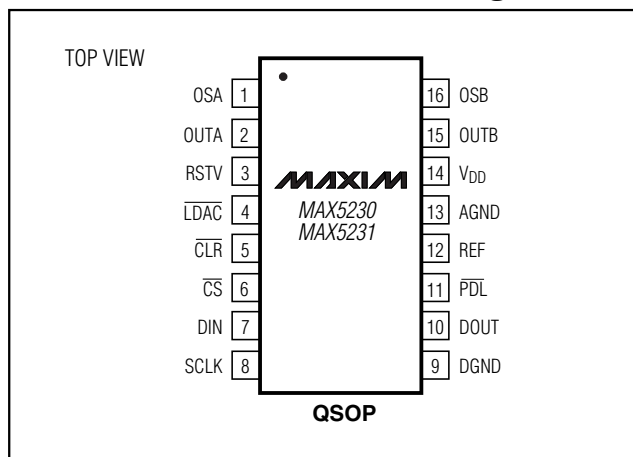 TOP VIEW
OSA 1 16 OSB
OUTA 2 15 OUTB
RSTV 3 14 VDD
MAXIM
LDAC 4 13 AGND
MAX5230
MAX5231
CLR 5 12 REF
CS 6 11 PDL
DIN 7 10 DOUT
SCLK 8 9 DGND
QSOP